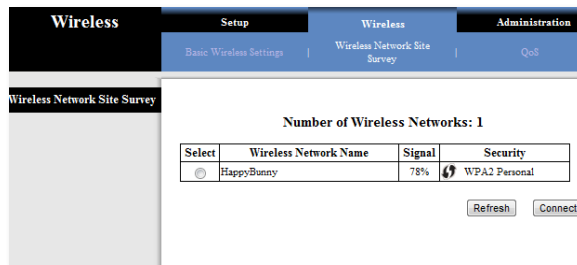 Wireless
Setup
Wireless
Administration
Basic Wireless Settings
|
Wireless Network Site
Survey
|
QoS
Wireless Network Site Survey
Number of Wireless Networks: 1
Select Wireless Network Name Signal Security
HappyBunny 78% WPA2 Personal
Refresh Connect